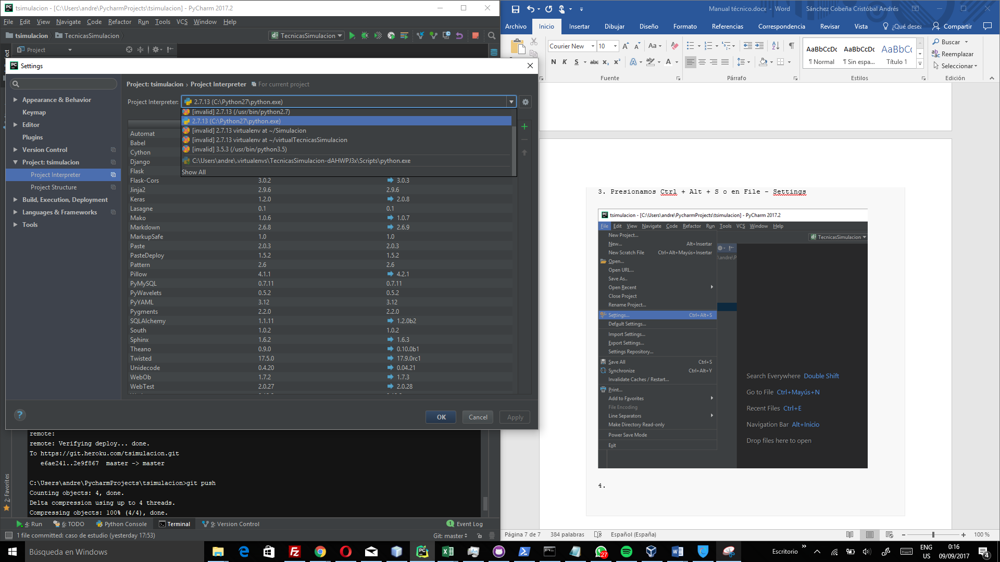 tsimulacion - [C:\Users\andre\PycharmProjects\tsimulacion] - PyCharm 2017.2
File Edit View Navigate Code Refactor Run Tools VCS Window Help
tsimulacion TecnicasSimulacion
TecnicasSimulacion
Project
Settings
Appearance & Behavior
Keymap
Editor
Plugins
Version Control
Project: tsimulacion
Project Interpreter
Project Structure
Build, Execution, Deployment
Languages & Frameworks
Tools
Project: tsimulacion › Project Interpreter For current project
Project Interpreter: 2.7.13 (C:\Python27\python.exe)
[invalid] 2.7.13 (/usr/bin/python2.7)
2.7.13 (C:\Python27\python.exe)
[invalid] 2.7.13 virtualenv at ~/Simulacion
[invalid] 2.7.13 virtualenv at ~/virtualTecnicasSimulacion
[invalid] 3.5.3 (/usr/bin/python3.5)
C:\Users\andre\.virtualenvs\TecnicasSimulacion-dAHWPJ3x\Scripts\python.exe
Show All
Automat
Babel
Cython
Django
Flask
Flask-Cors 3.0.2 3.0.3
Jinja2 2.9.6 2.9.6
Keras 1.2.0 2.0.8
Lasagne 0.1 0.1
Mako 1.0.6 1.0.7
Markdown 2.6.8 2.6.9
MarkupSafe 1.0 1.0
Paste 2.0.3 2.0.3
PasteDeploy 1.5.2 1.5.2
Pattern 2.6 2.6
Pillow 4.1.1 4.2.1
PyMySQL 0.7.11 0.7.11
PyWavelets 0.5.2 0.5.2
PyYAML 3.12 3.12
Pygments 2.2.0 2.2.0
SQLAlchemy 1.1.11 1.2.0b2
South 1.0.2 1.0.2
Sphinx 1.6.2 1.6.3
Theano 0.9.0 0.10.0b1
Twisted 17.5.0 17.9.0rc1
Unidecode 0.4.20 0.04.21
WebOb 1.7.2 1.7.3
WebTest 2.0.27 2.0.28
? OK Cancel Apply
remote:
remote: Verifying deploy... done.
To https://git.heroku.com/tsimulacion.git
e6ae241..2e9f867 master -> master
C:\Users\andre\PycharmProjects\tsimulacion>git push
Counting objects: 4, done.
Delta compression using up to 4 threads.
Compressing objects: 100% (4/4), done.
2: Favorites
4: Run 6: TODO Python Console Terminal 9: Version Control 1 Event Log
1 file committed: caso de estudio (yesterday 17:53) Git: master
Manual técnico.docx - Word Sánchez Cobeña Cristóbal Andrés
Archivo Inicio Insertar Dibujar Diseño Formato Referencias Correspondencia Revisar Vista ¿Qué dese Compartir
Courier New 10 A A Aa
N K S abc x₂ x² A A
Fuente Párrafo
AaBbCcDc AaBbCcDc AaBbC
¶ Normal ¶ Sin espa... Título 1
Estilos
Buscar
Reemplazar
Seleccionar
Edición
3. Presionamos Ctrl + Alt + S o en File – Settings
tsimulacion - [C:\Users\andre\PycharmProjects\tsimulacion] - PyCharm 2017.2
File Edit View Navigate Code Refactor Run Tools VCS Window Help
TecnicasSimulacion
New Project...
New... Alt+Insertar
New Scratch File Ctrl+Alt+Mayús+Insertar
\andre\P
Open...
Open URL...
Save As..
Open Recent
Close Project
Rename Project...
Settings... Ctrl+Alt+S
Default Settings...
Import Settings...
Export Settings...
Settings Repository...
Save All Ctrl+S
Synchronize Ctrl+Alt+Y
Invalidate Caches / Restart...
Print...
Add to Favorites
File Encoding
Line Separators
Make Directory Read-only
Power Save Mode
Exit
Search Everywhere Double Shift
Go to File Ctrl+Mayús+N
Recent Files Ctrl+E
Navigation Bar Alt+Inicio
Drop files here to open
4.
Página 7 de 7 384 palabras Español (España) 100 %
Búsqueda en Windows
27
Escritorio » ENG US 0:16 09/09/2017 4